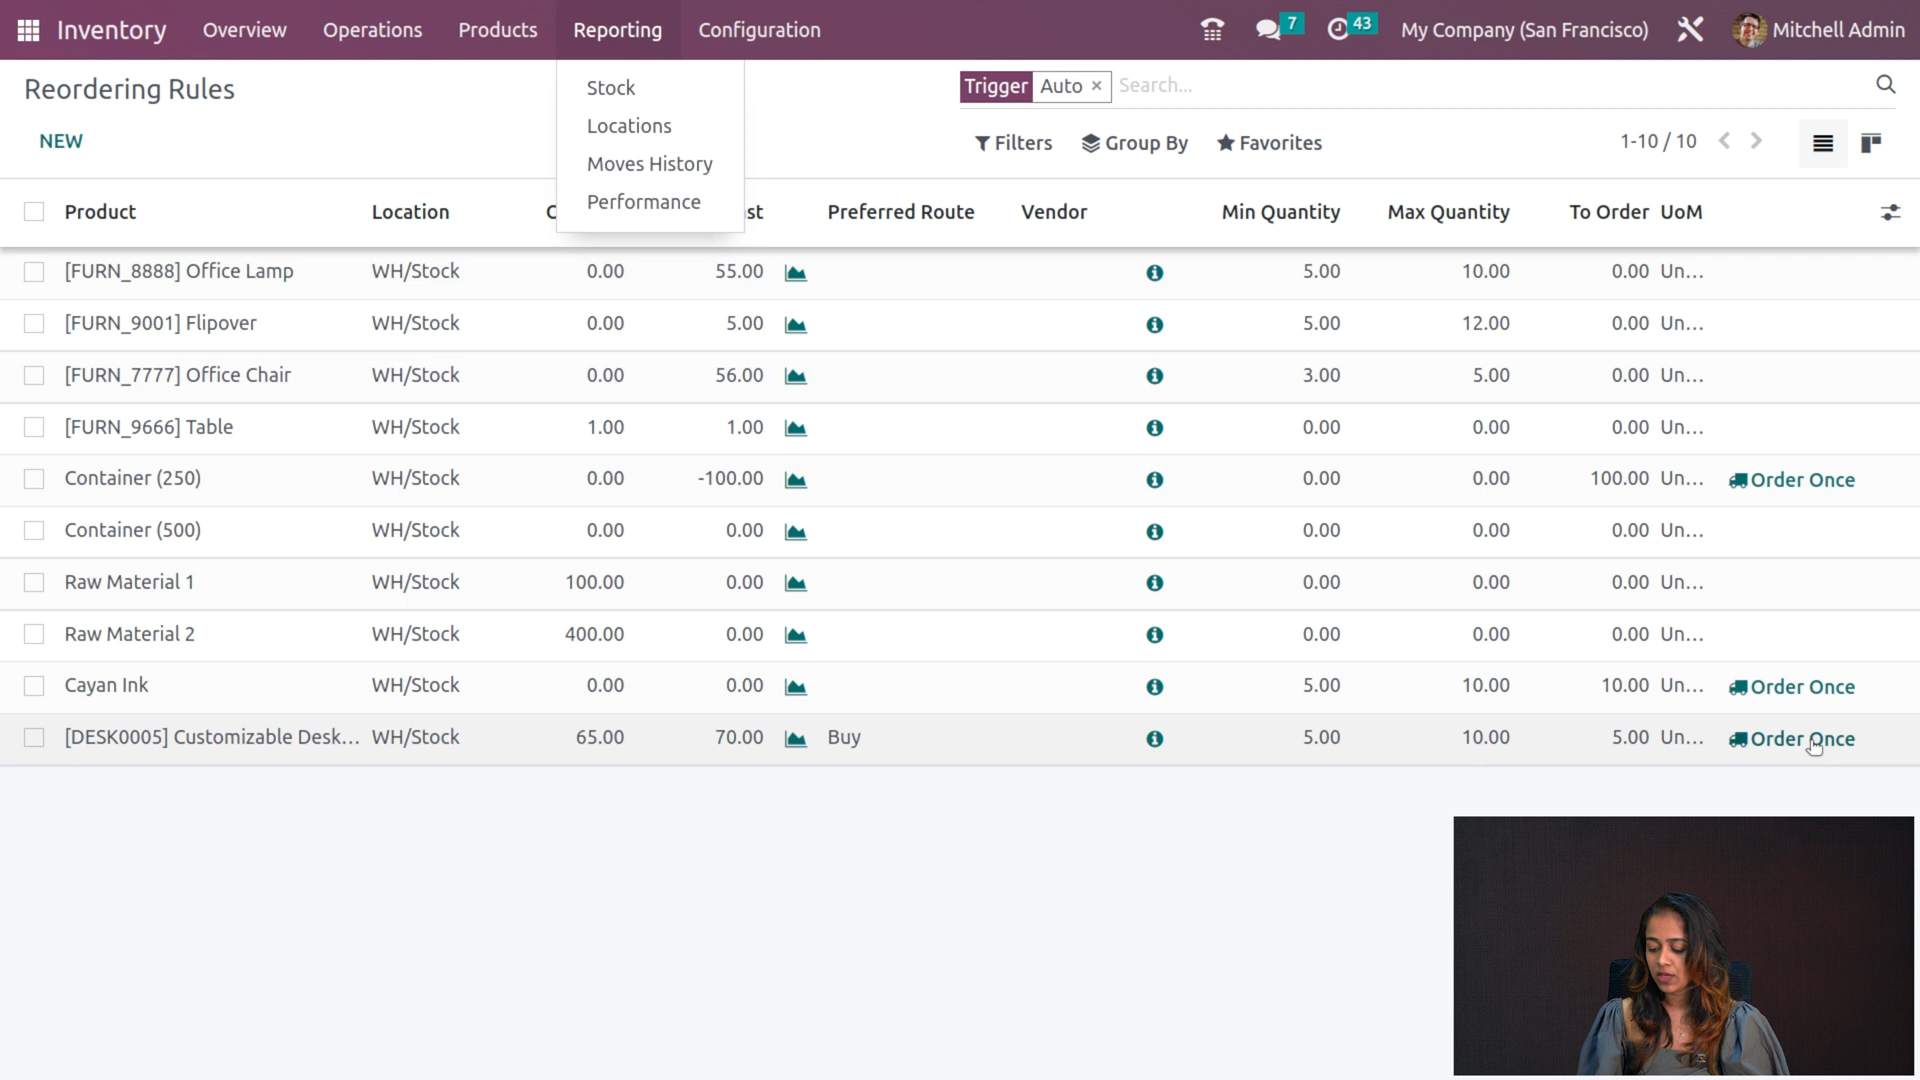 Inventory Overview Operations Products Reporting Configuration 7 43 My Company (San Francisco) Mitchell Admin
Reordering Rules
Trigger Auto × Search...
NEW
Filters Group By Favorites 1-10 / 10
Stock
Locations
Moves History
Performance
Product Location st Preferred Route Vendor Min Quantity Max Quantity To Order UoM
[FURN_8888] Office Lamp WH/Stock 0.00 55.00 5.00 10.00 0.00 Un...
[FURN_9001] Flipover WH/Stock 0.00 5.00 5.00 12.00 0.00 Un...
[FURN_7777] Office Chair WH/Stock 0.00 56.00 3.00 5.00 0.00 Un...
[FURN_9666] Table WH/Stock 1.00 1.00 0.00 0.00 0.00 Un...
Container (250) WH/Stock 0.00 -100.00 0.00 0.00 100.00 Un... Order Once
Container (500) WH/Stock 0.00 0.00 0.00 0.00 0.00 Un...
Raw Material 1 WH/Stock 100.00 0.00 0.00 0.00 0.00 Un...
Raw Material 2 WH/Stock 400.00 0.00 0.00 0.00 0.00 Un...
Cayan Ink WH/Stock 0.00 0.00 5.00 10.00 10.00 Un... Order Once
[DESK0005] Customizable Desk... WH/Stock 65.00 70.00 Buy 5.00 10.00 5.00 Un... Order Once